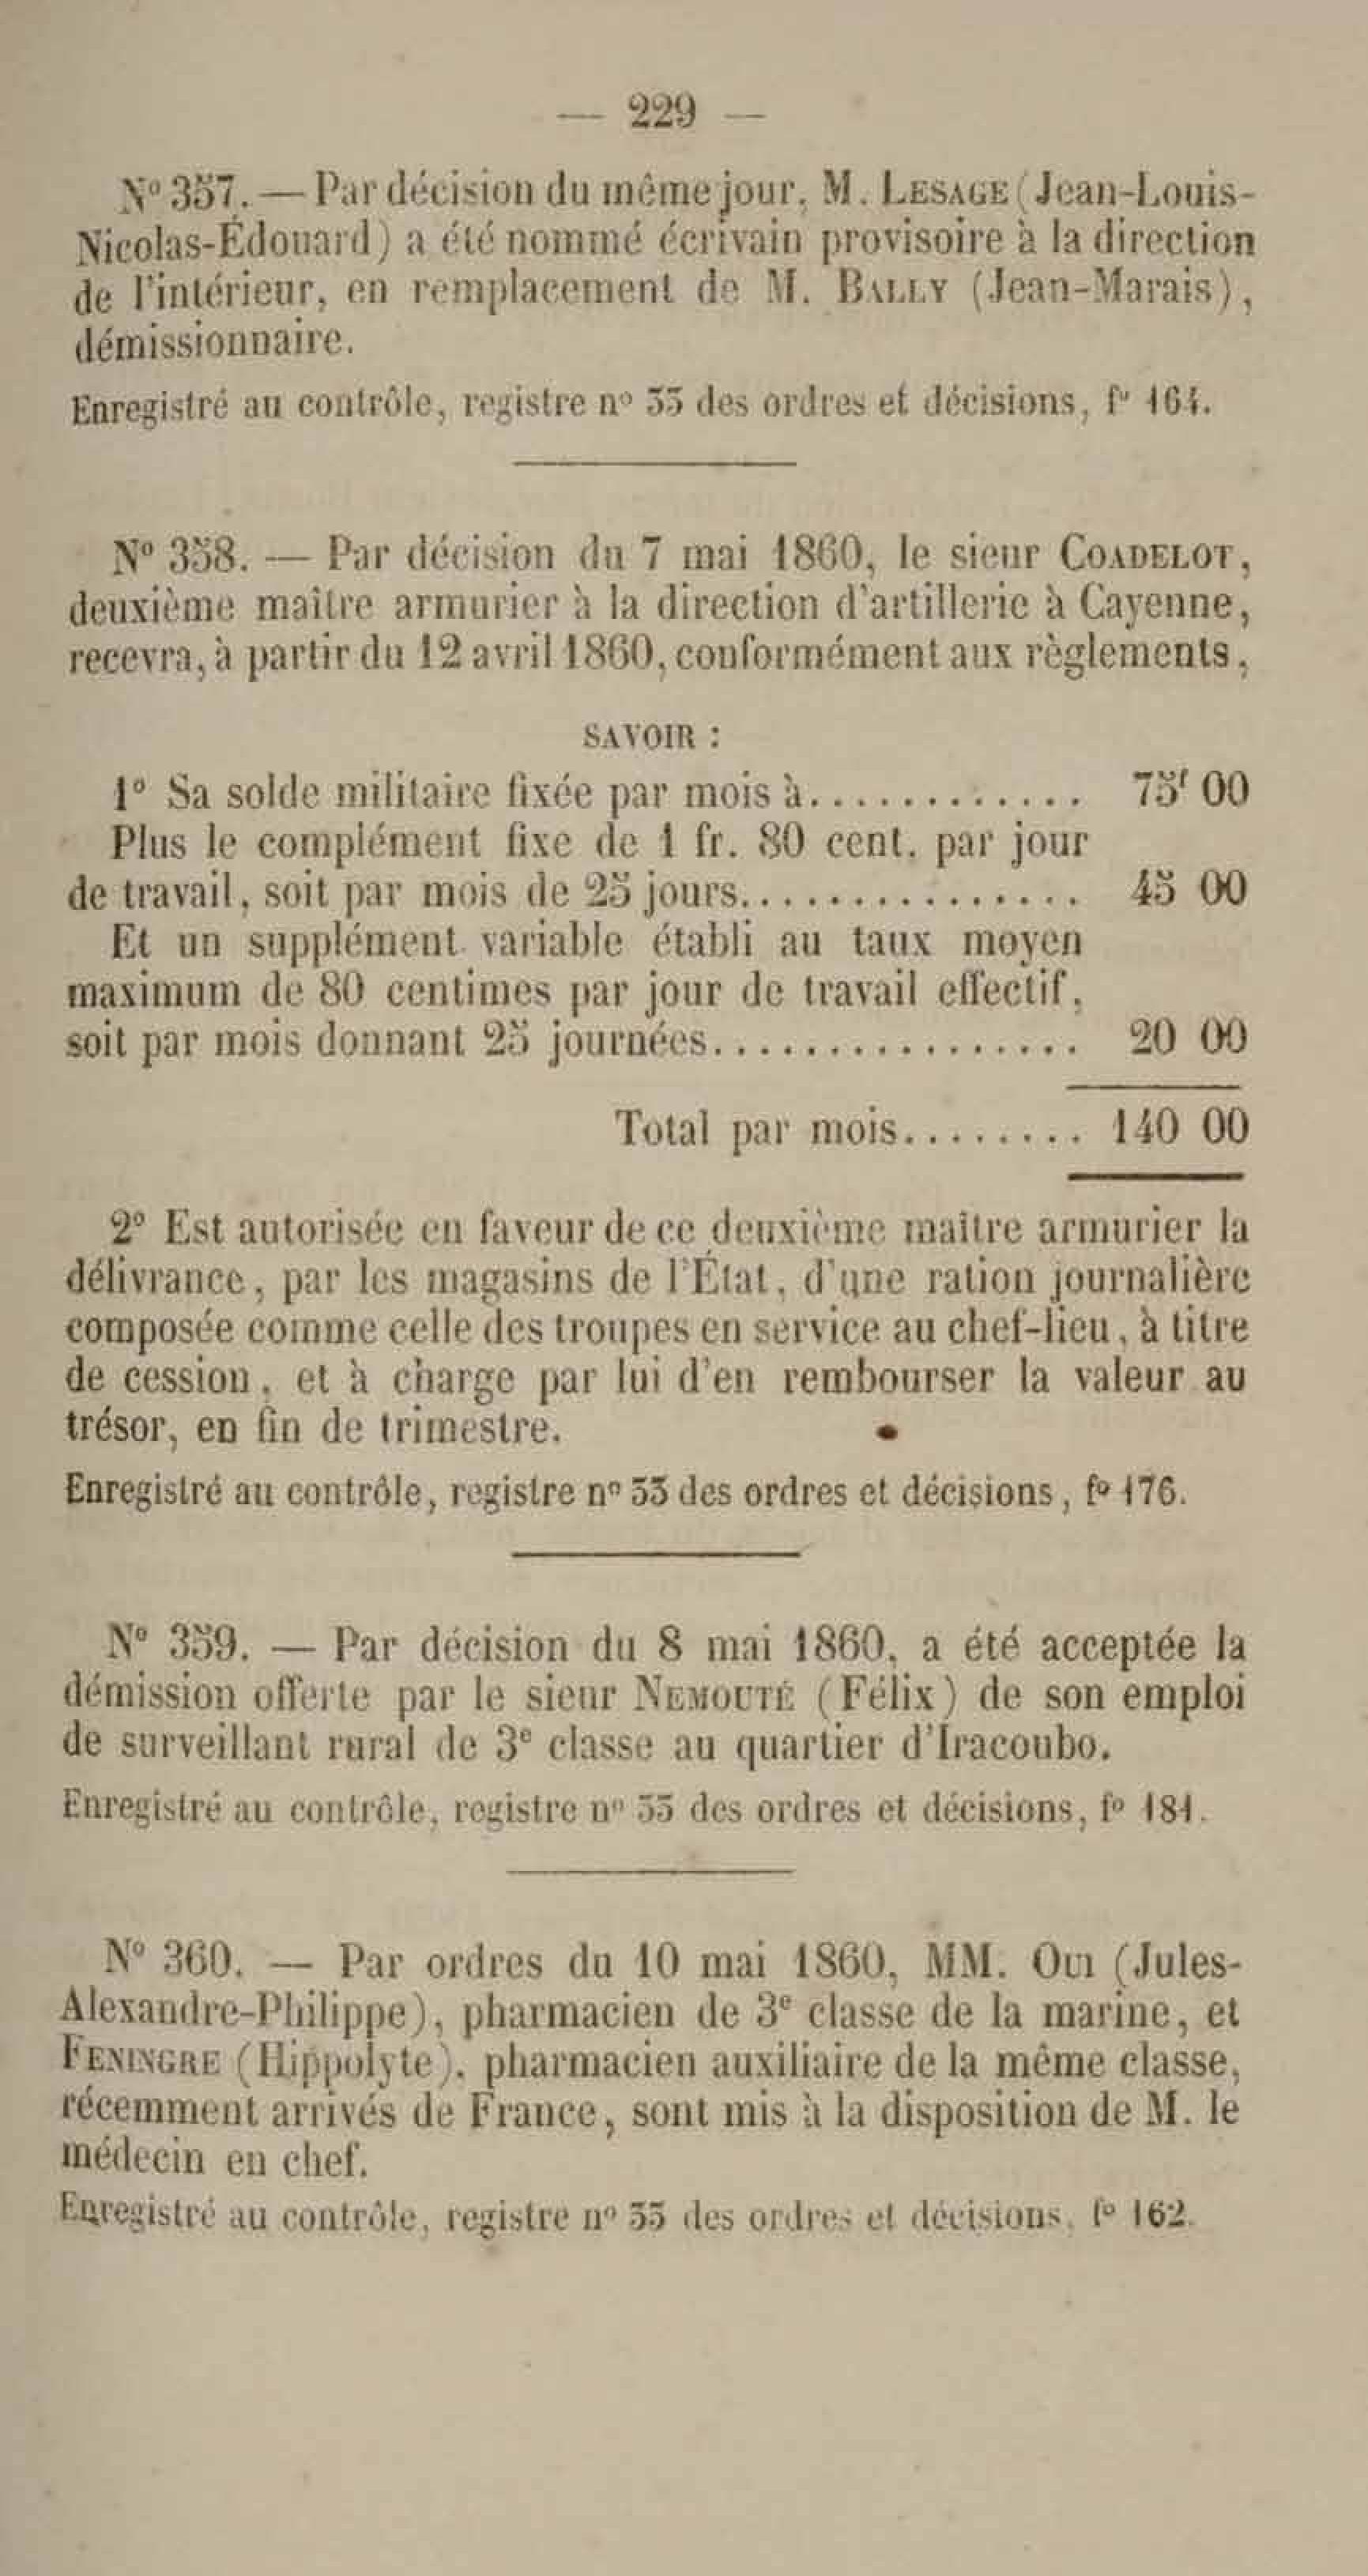 — 229 —
N° 357. — Par décision du même jour, M. LESAGE (Jean-Louis-
Nicolas-Édouard) a été nommé écrivain provisoire à la direction
de l'intérieur, en remplacement de M. BALLY (Jean-Marais),
démissionnaire.
Enregistré au contrôle, registre n° 33 des ordres et décisions, f° 164.
N° 358. — Par décision du 7 mai 1860, le sieur COADELOT,
deuxième maître armurier à la direction d'artillerie à Cayenne,
recevra, à partir du 12 avril 1860, conformément aux règlements,
SAVOIR :
1° Sa solde militaire fixée par mois à............. 75f 00
Plus le complément fixe de 1 fr. 80 cent. par jour
de travail, soit par mois de 25 jours................ 45 00
Et un supplément variable établi au taux moyen
maximum de 80 centimes par jour de travail effectif,
soit par mois donnant 25 journées................. 20 00
Total par mois......... 140 00
2° Est autorisée en faveur de ce deuxième maître armurier la
délivrance, par les magasins de l'État, d'une ration journalière
composée comme celle des troupes en service au chef-lieu, à titre
de cession, et à charge par lui d'en rembourser la valeur au
trésor, en fin de trimestre.
Enregistré au contrôle, registre n° 33 des ordres et décisions, f° 176.
N° 359. — Par décision du 8 mai 1860, a été acceptée la
démission offerte par le sieur NEMOUTÉ (Félix) de son emploi
de surveillant rural de 3e classe au quartier d'Iracoubo.
Enregistré au contrôle, registre n° 33 des ordres et décisions, f° 181.
N° 360. — Par ordres du 10 mai 1860, MM. OUI (Jules-
Alexandre-Philippe), pharmacien de 3e classe de la marine, et
FENINGRE (Hippolyte), pharmacien auxiliaire de la même classe,
récemment arrivés de France, sont mis à la disposition de M. le
médecin en chef.
Enregistré au contrôle, registre n° 33 des ordres et décisions, f° 162.